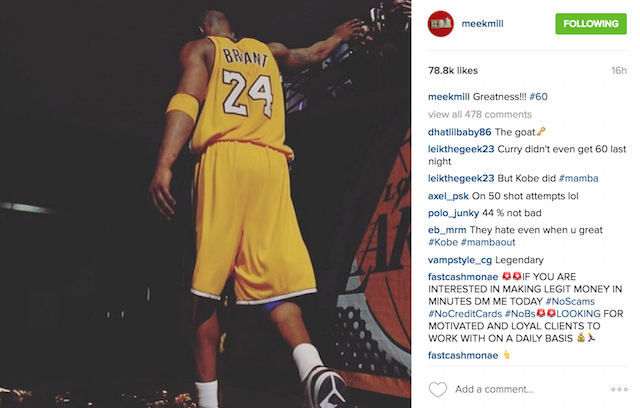 meekmill
FOLLOWING
BRYANT
24
78.8k likes
16h
meekmill Greatness!!! #60
view all 478 comments
dhatlilbaby86 The goat🗝
leikthegeek23 Curry didn't even get 60 last
night
leikthegeek23 But Kobe did #mamba
axel_psk On 50 shot attempts lol
polo_junky 44 % not bad
eb_mrm They hate even when u great
#Kobe #mambaout
vampstyle_cg Legendary
fastcashmonae 🚨🚨IF YOU ARE
INTERESTED IN MAKING LEGIT MONEY IN
MINUTES DM ME TODAY #NoScams
#NoCreditCards #NoBs🚨🚨LOOKING FOR
MOTIVATED AND LOYAL CLIENTS TO
WORK WITH ON A DAILY BASIS 💰🏃
fastcashmonae 👆
Add a comment...